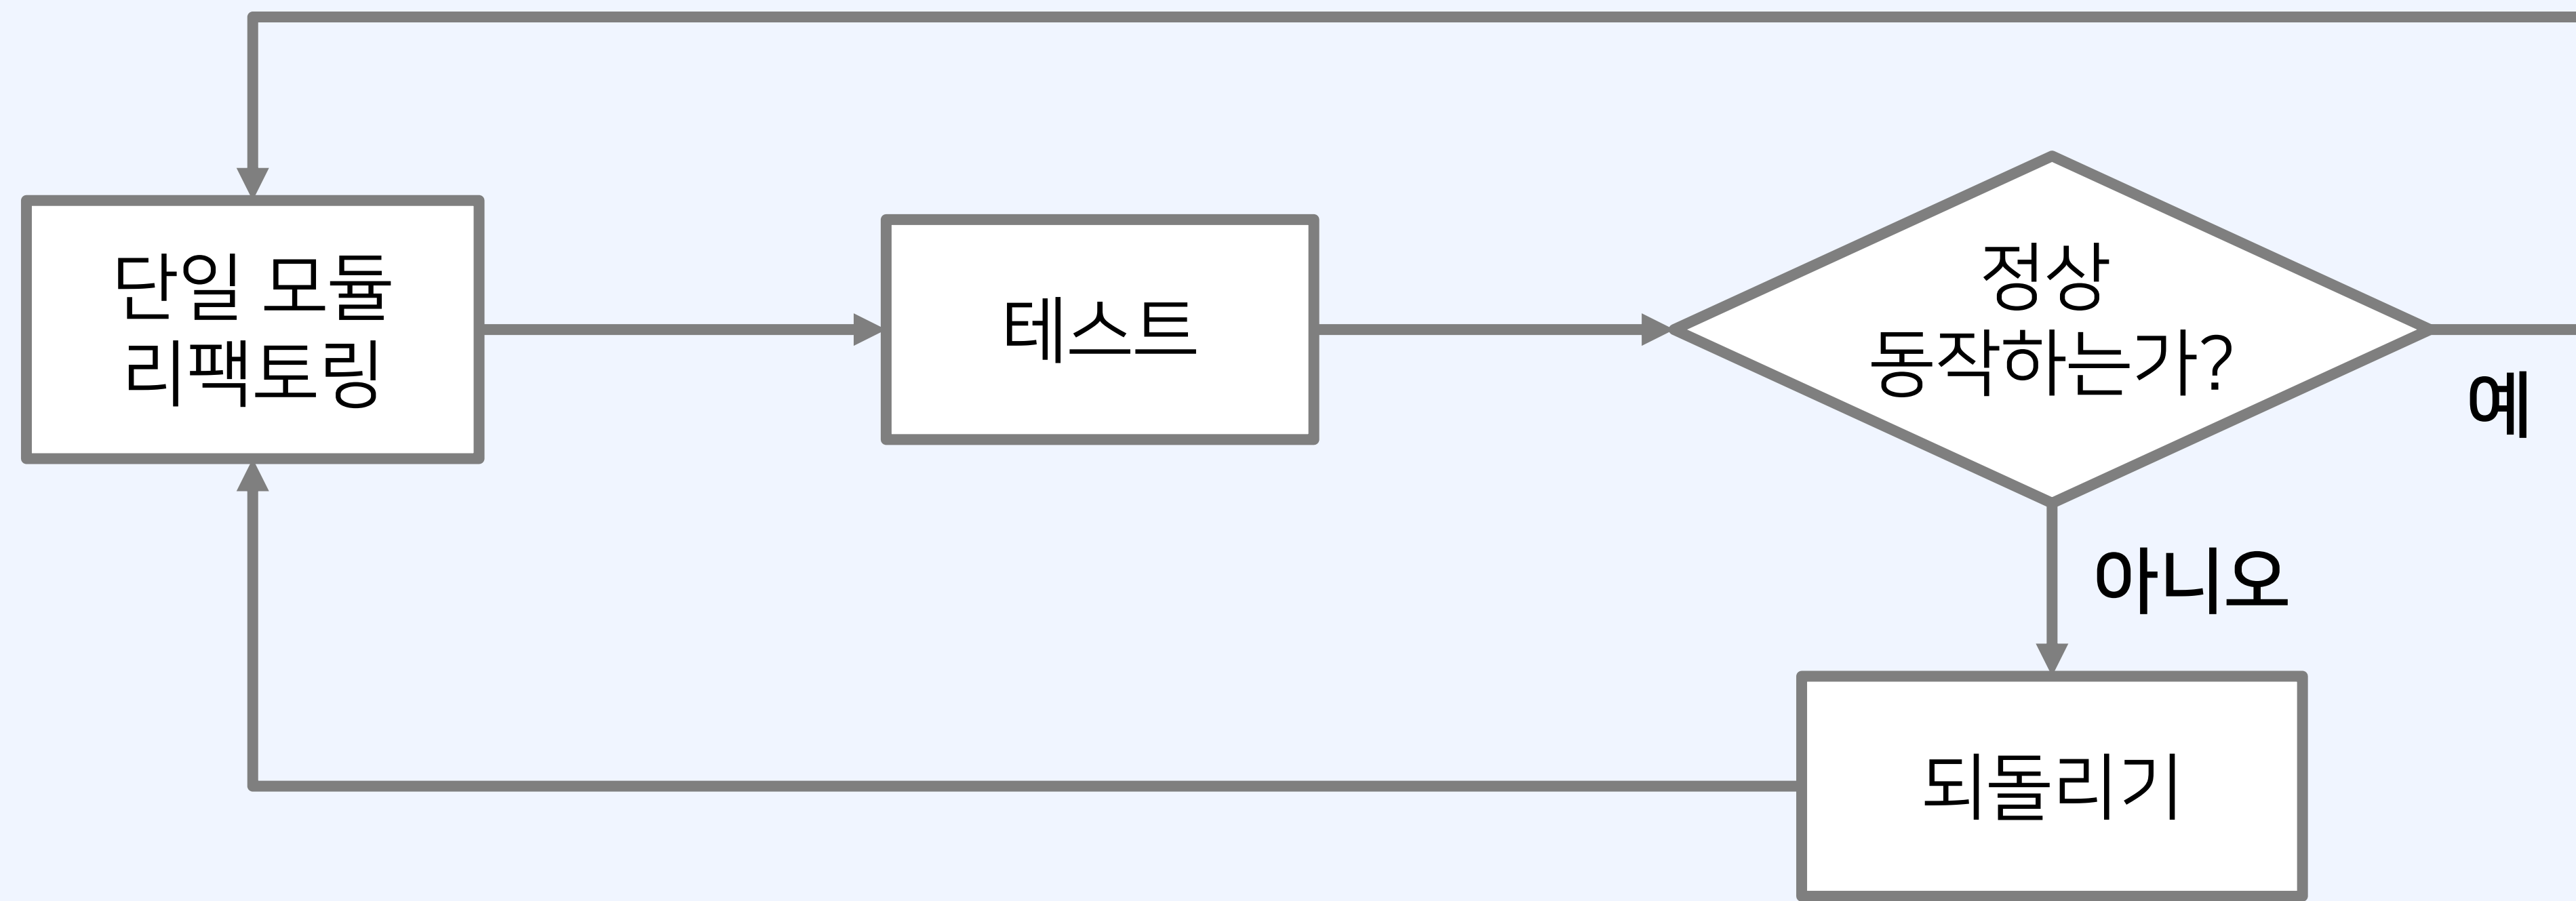 단일 모듈
리팩토링
테스트
정상
동작하는가?
예
아니오
되돌리기